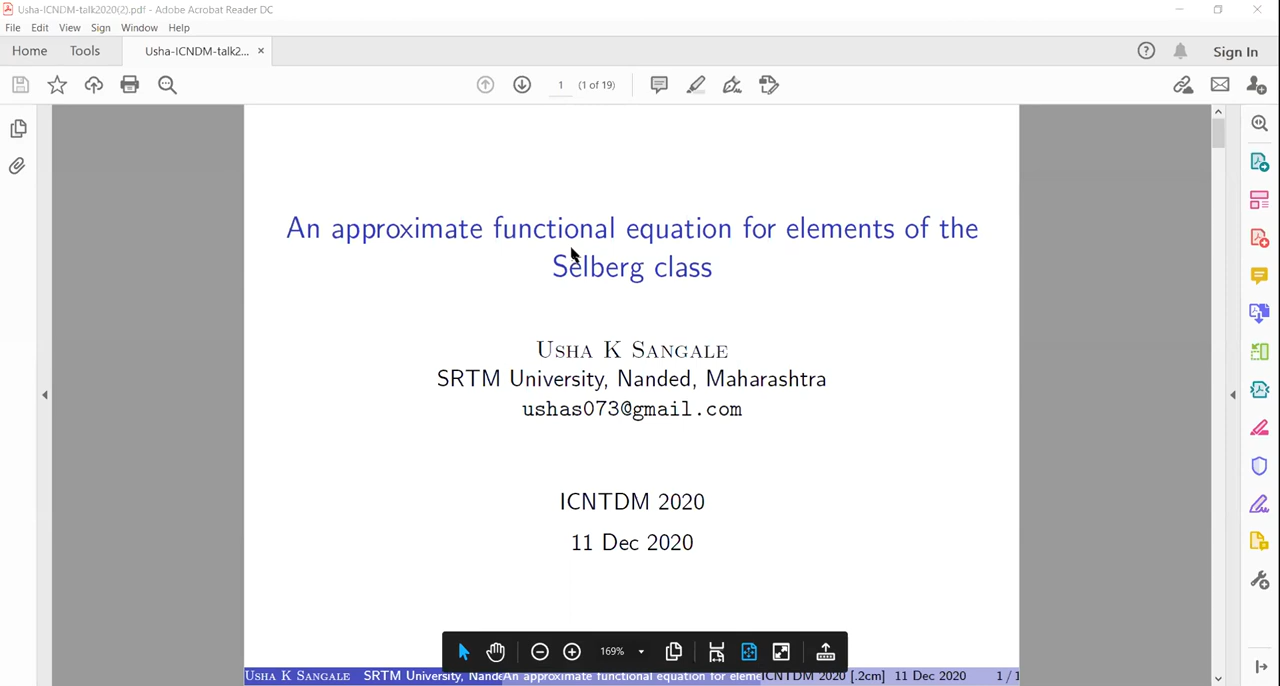 Usha-ICNDM-talk2020(2).pdf - Adobe Acrobat Reader DC
File Edit View Sign Window Help
Home Tools Usha-ICNDM-talk2... × Sign In
1 (1 of 19)
An approximate functional equation for elements of the
Selberg class
Usha K Sangale
SRTM University, Nanded, Maharashtra
ushas073@gmail.com
ICNTDM 2020
11 Dec 2020
169%
Usha K Sangale SRTM University, Nande An approximate functional equation for eleme ICNTDM 2020 [.2cm] 11 Dec 2020 1 / 1